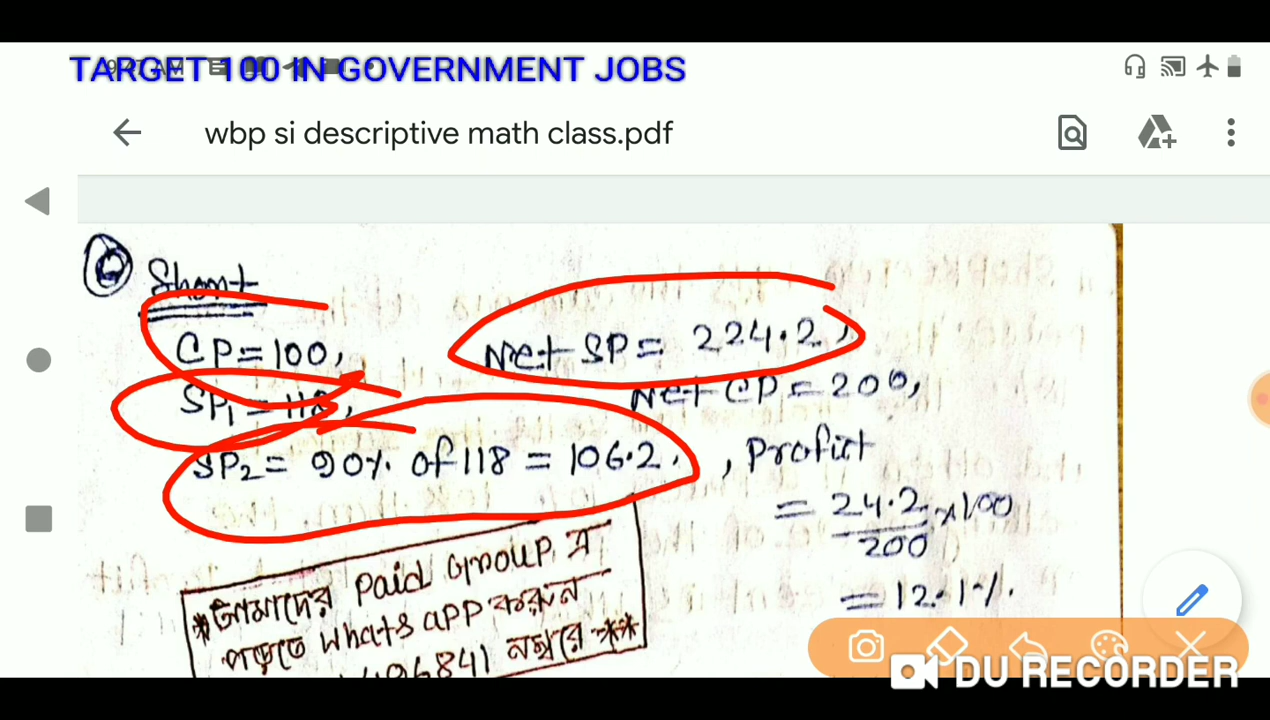 TARGET 100 IN GOVERNMENT JOBS
wbp si descriptive math class.pdf
Short
CP=100,
SP₁=118,
SP₂= 90% of 118 = 106.2.
Net SP= 224.2,
Net CP=200,
, Profit
= 24.2/200 ×100
= 12.1%.
*আমাদের Paid Group এ
পড়তে whats app করুন
নম্বরে **
DU RECORDER